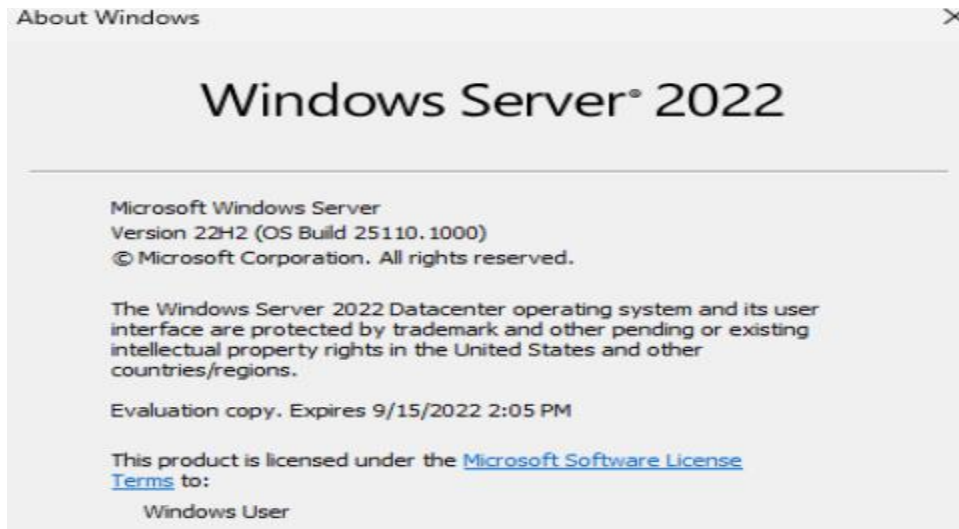 About Windows
Windows Server® 2022
Microsoft Windows Server
Version 22H2 (OS Build 25110.1000)
© Microsoft Corporation. All rights reserved.
The Windows Server 2022 Datacenter operating system and its user
interface are protected by trademark and other pending or existing
intellectual property rights in the United States and other
countries/regions.
Evaluation copy. Expires 9/15/2022 2:05 PM
This product is licensed under the Microsoft Software License
Terms to:
Windows User